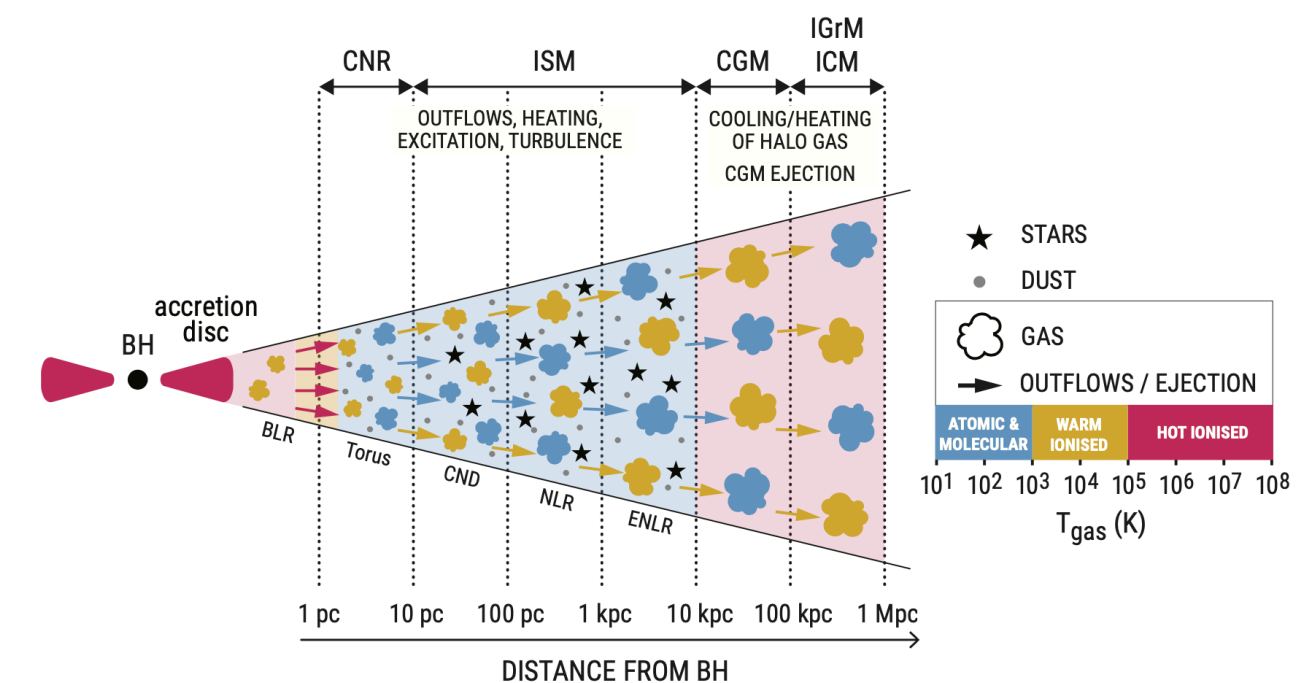 IGrM
CNR
ISM
CGM
ICM
OUTFLOWS, HEATING,
EXCITATION, TURBULENCE
COOLING/HEATING
OF HALO GAS
CGM EJECTION
accretion
disc
BH
BLR
Torus
CND
NLR
ENLR
STARS
DUST
GAS
OUTFLOWS / EJECTION
ATOMIC &
MOLECULAR
WARM
IONISED
HOT IONISED
10¹ 10² 10³ 10⁴ 10⁵ 10⁶ 10⁷ 10⁸
Tgas (K)
1 pc 10 pc 100 pc 1 kpc 10 kpc 100 kpc 1 Mpc
DISTANCE FROM BH